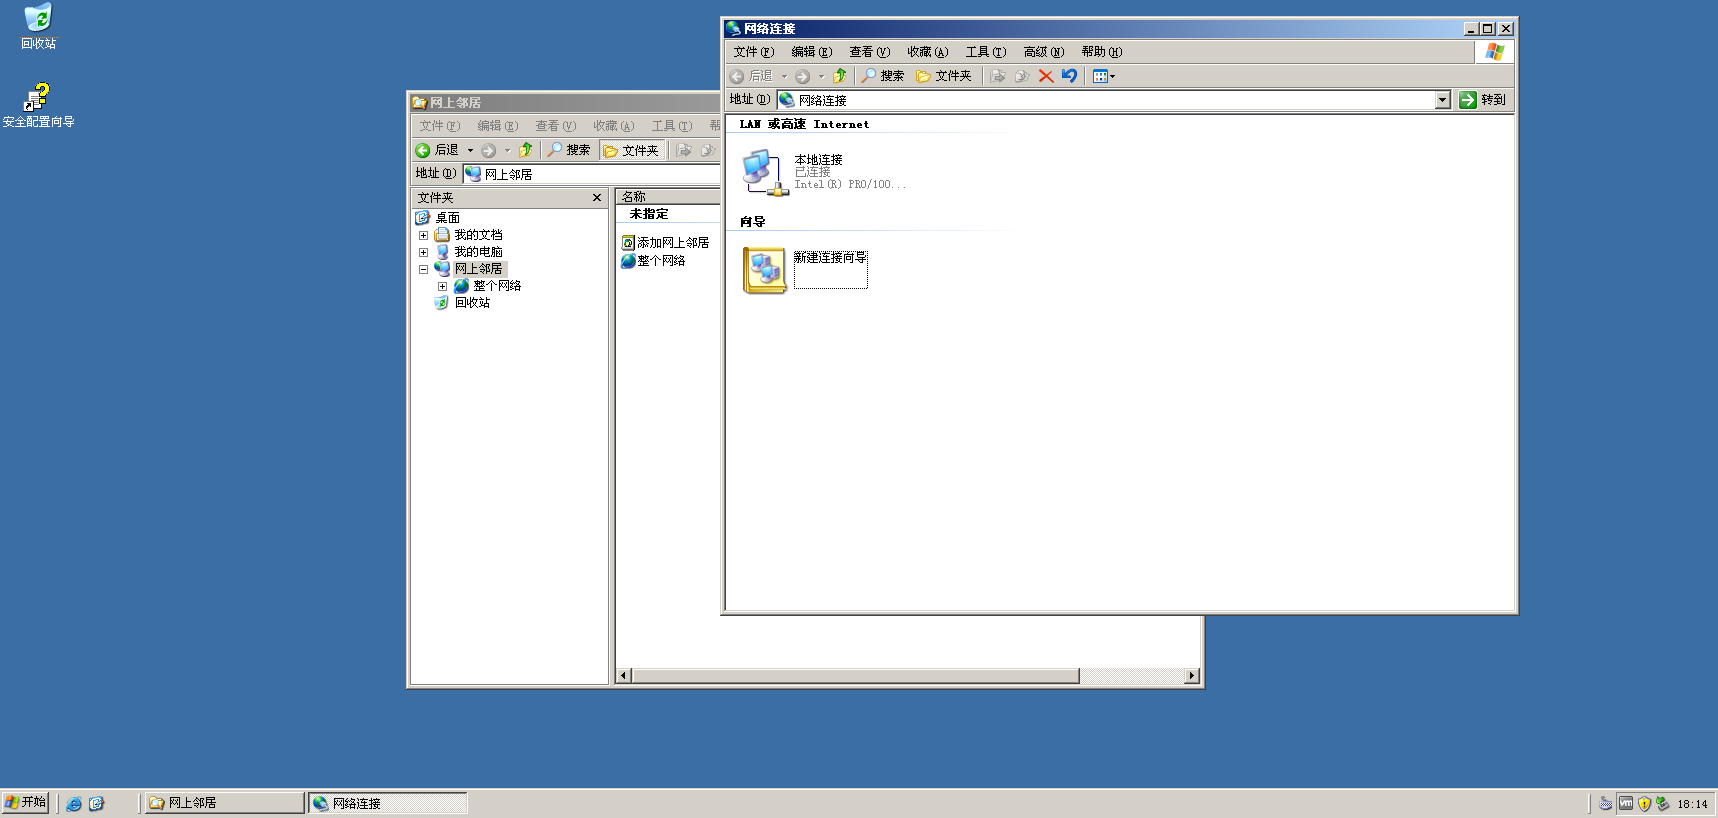 回收站
安全配置向导
网上邻居
文件(F) 编辑(E) 查看(V) 收藏(A) 工具(T) 帮
后退 搜索 文件夹
地址(D) 网上邻居
文件夹
桌面
我的文档
我的电脑
网上邻居
整个网络
回收站
名称
未指定
添加网上邻居
整个网络
网络连接
文件(F) 编辑(E) 查看(V) 收藏(A) 工具(T) 高级(N) 帮助(H)
后退 搜索 文件夹
地址(D) 网络连接 转到
LAN 或高速 Internet
本地连接
已连接
Intel(R) PRO/100...
向导
新建连接向导
开始 网上邻居 网络连接 vm 18:14